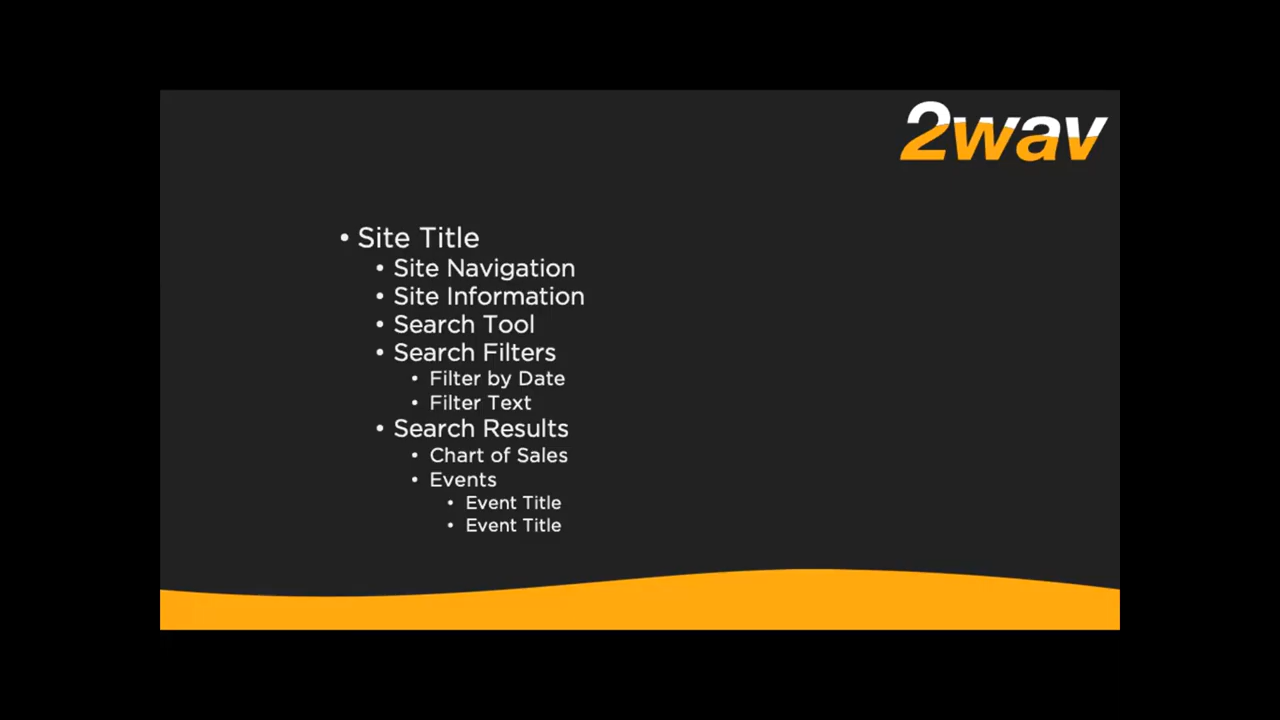 2wav
• Site Title
• Site Navigation
• Site Information
• Search Tool
• Search Filters
• Filter by Date
• Filter Text
• Search Results
• Chart of Sales
• Events
• Event Title
• Event Title